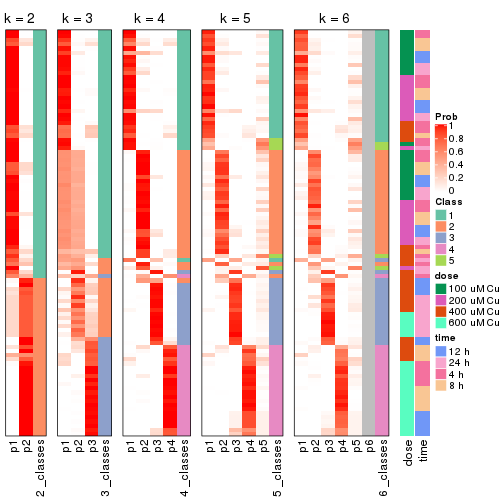 k = 2
k = 3
k = 4
k = 5
k = 6
p1
p2
2_classes
p1
p2
p3
3_classes
p1
p2
p3
p4
4_classes
p1
p2
p3
p4
p5
5_classes
p1
p2
p3
p4
p5
p6
6_classes
dose
time
Prob
1
0.8
0.6
0.4
0.2
0
Class
1
2
3
4
5
dose
100 uM Cu
200 uM Cu
400 uM Cu
600 uM Cu
time
12 h
24 h
4 h
8 h